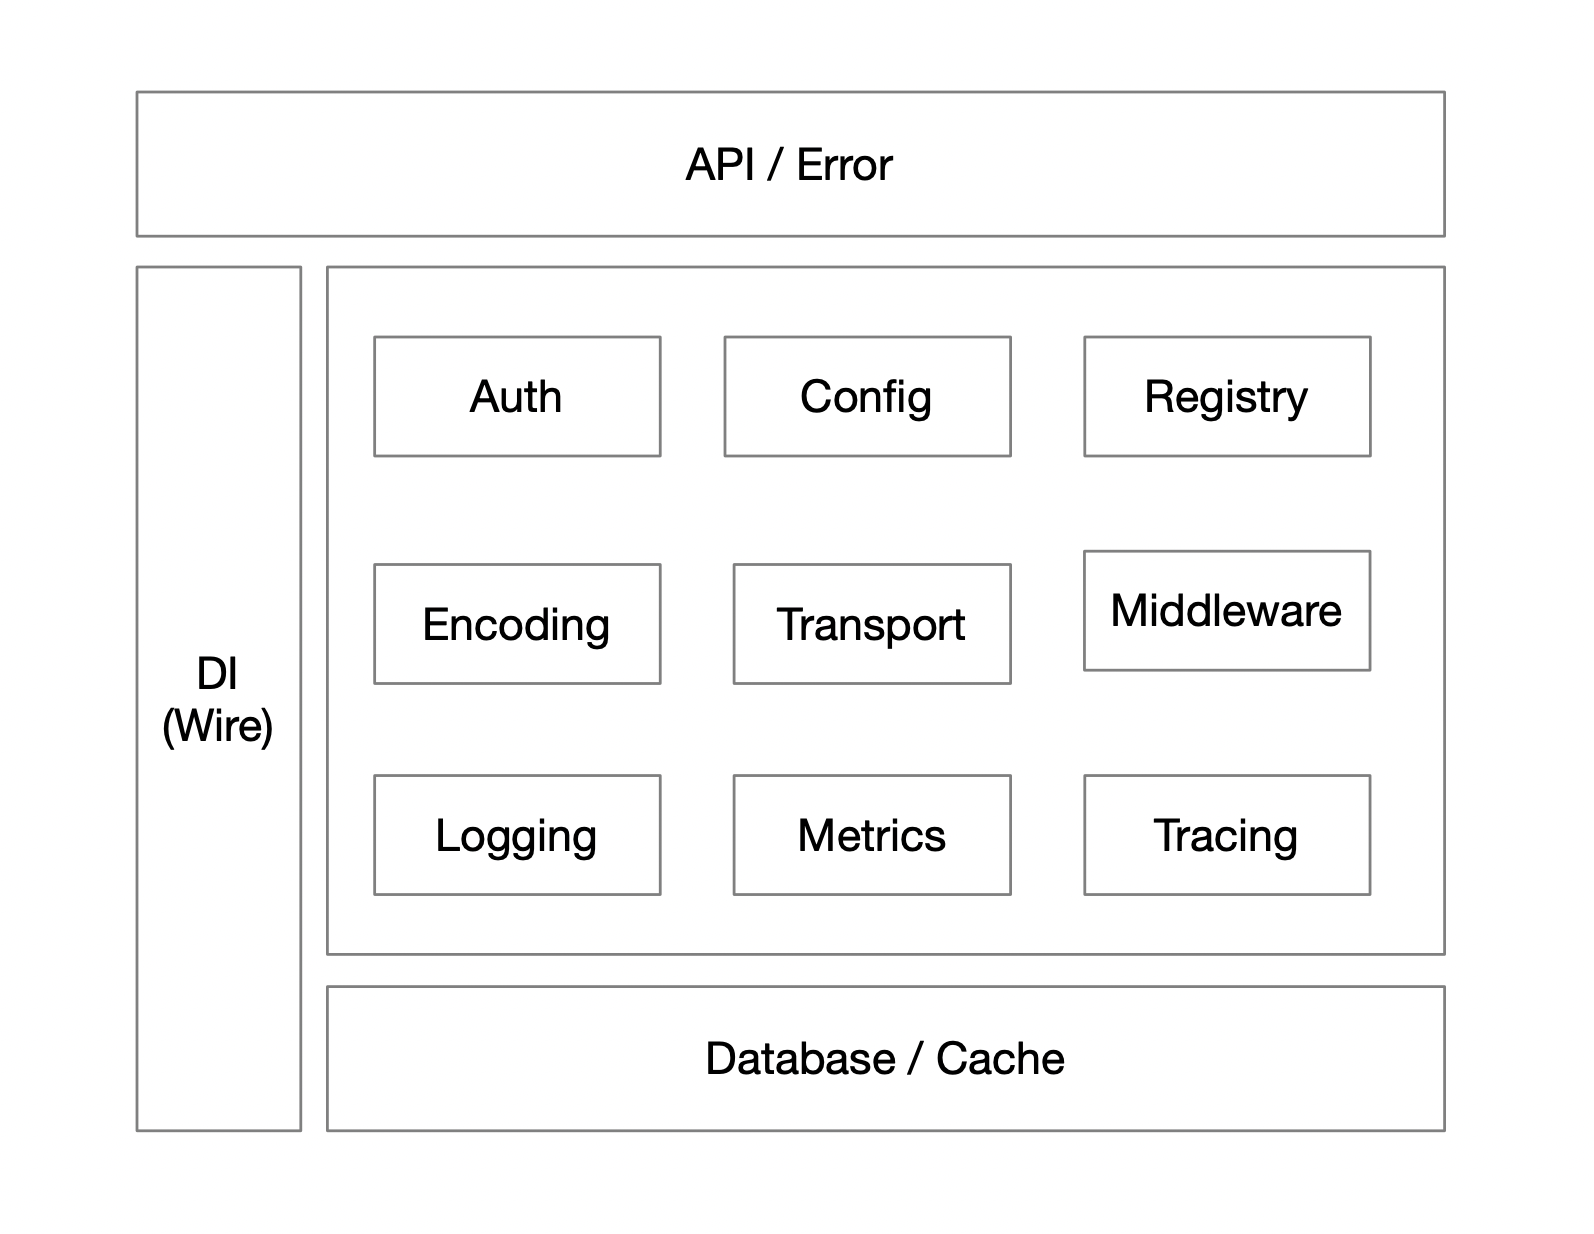 API / Error
Auth
Config
Registry
Encoding
Transport
Middleware
DI
(Wire)
Logging
Metrics
Tracing
Database / Cache